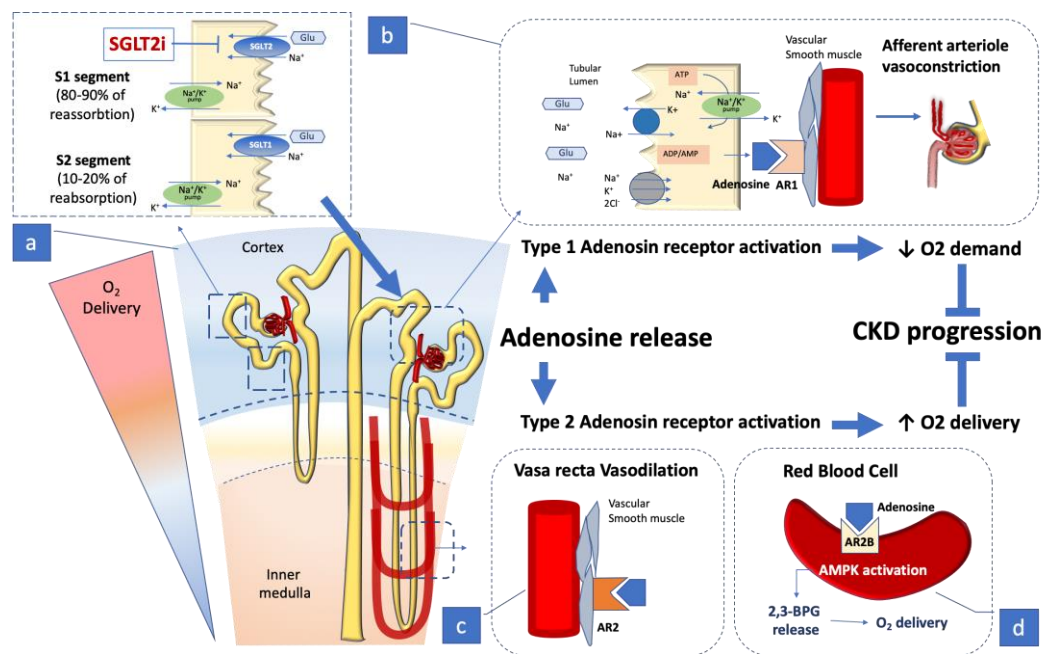 SGLT2i
SGLT2
Glu
Na⁺
S1 segment
(80-90% of
reassorbtion)
Na⁺/K⁺
pump
Na⁺
K⁺
SGLT1
Glu
Na⁺
S2 segment
(10-20% of
reabsorption)
Na⁺/K⁺
pump
Na⁺
K⁺
b
Tubular
Lumen
Glu
Na⁺
Glu
Na⁺
K+
Na+
Na⁺
K⁺
2Cl⁻
ATP
Na⁺
Na⁺/K⁺
pump
K⁺
ADP/AMP
Adenosine
AR1
Vascular
Smooth muscle
Afferent arteriole
vasoconstriction
a
O₂
Delivery
Cortex
Inner
medulla
Type 1 Adenosin receptor activation
↓ O2 demand
Adenosine release
CKD progression
Type 2 Adenosin receptor activation
↑ O2 delivery
Vasa recta Vasodilation
Vascular
Smooth muscle
AR2
c
Red Blood Cell
Adenosine
AR2B
AMPK activation
2,3-BPG
release
O₂ delivery
d